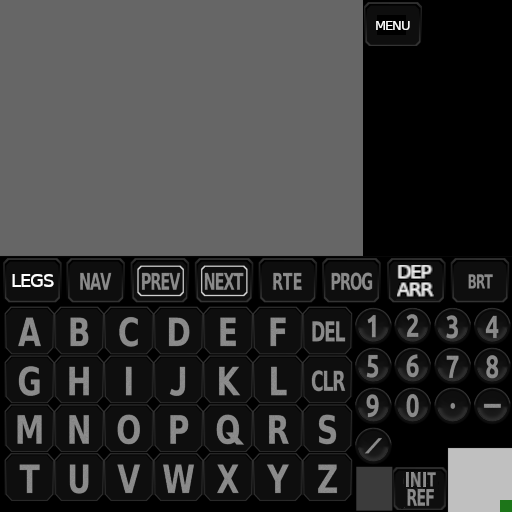 MENU
LEGS NAV PREV NEXT RTE PROG DEP ARR BRT
A B C D E F DEL 1 2 3 4
G H I J K L CLR 5 6 7 8
M N O P Q R S 9 0 . −
T U V W X Y Z /
INIT REF